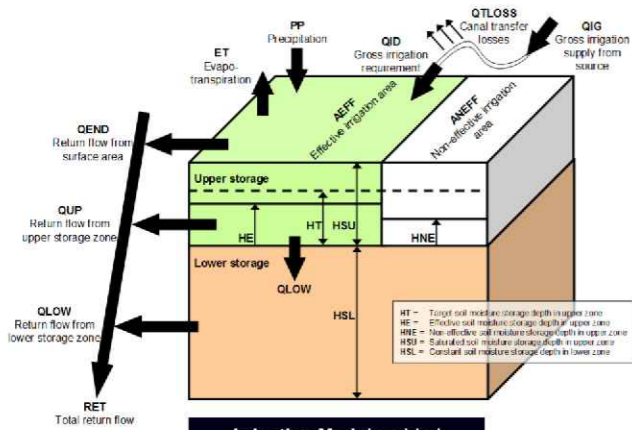 PP
Precipitation
ET
Evapo-
transpiration
QID
Gross irrigation
requirement
QTLOSS
Canal transfer
losses
QIG
Gross irrigation
supply from
source
AEFF
Effective irrigation area
ANEFF
Non-effective irrigation
area
QEND
Return flow from
surface area
QUP
Return flow from
upper storage zone
QLOW
Return flow from
lower storage zone
RET
Total return flow
Upper storage
HE
HT
HSU
HNE
Lower storage
QLOW
HSL
HT = Target soil moisture storage depth in upper zone
HE = Effective soil moisture storage depth in upper zone
HNE = Non-effective soil moisture storage depth in upper zone
HSU = Saturated soil moisture storage depth in upper zone
HSL = Constant soil moisture storage depth in lower zone